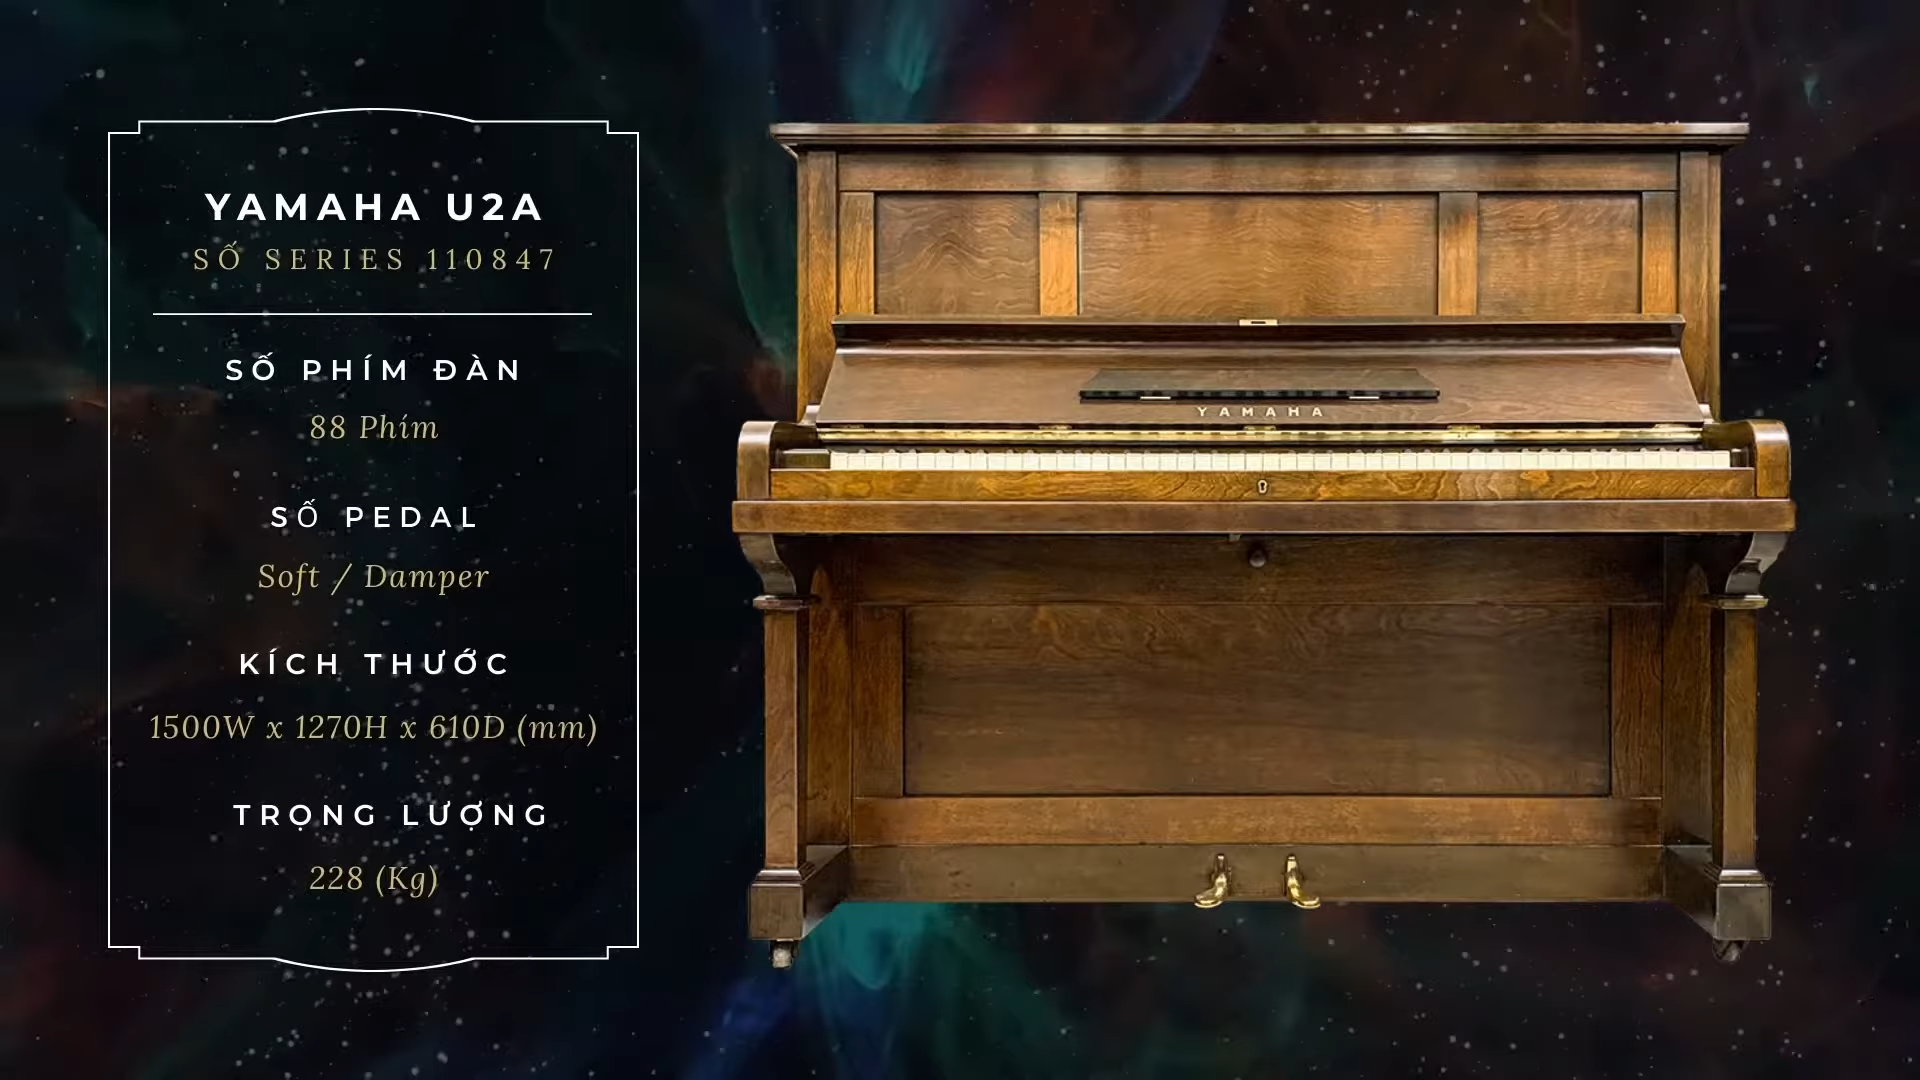 YAMAHA U2A
SỐ SERIES 110847
SỐ PHÍM ĐÀN
88 Phím
SỐ PEDAL
Soft / Damper
KÍCH THƯỚC
1500W x 1270H x 610D (mm)
TRỌNG LƯỢNG
228 (Kg)
YAMAHA